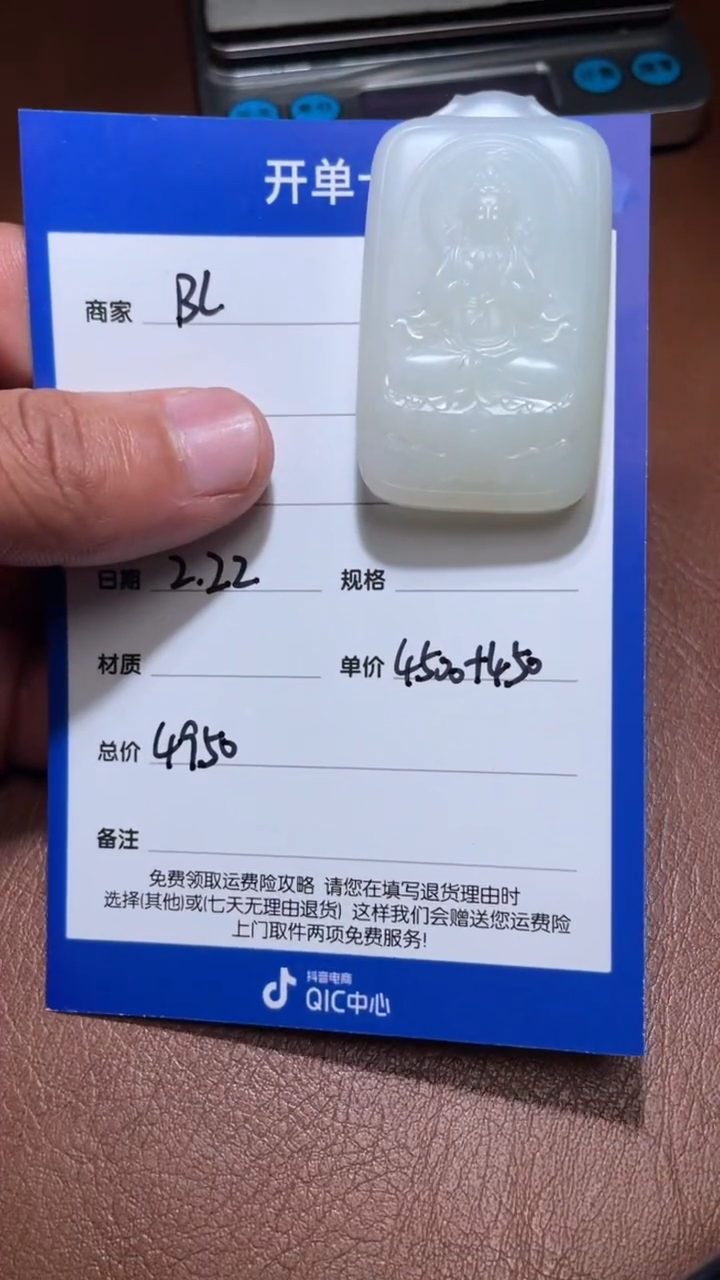 开单
商家 BL
日期 2.22 规格
材质 单价 4500+450
总价 4950
备注
免费领取运费险攻略 请您在填写退货理由时
选择(其他)或(七天无理由退货) 这样我们会赠送您运费险
上门取件两项免费服务!
抖音电商
QIC中心